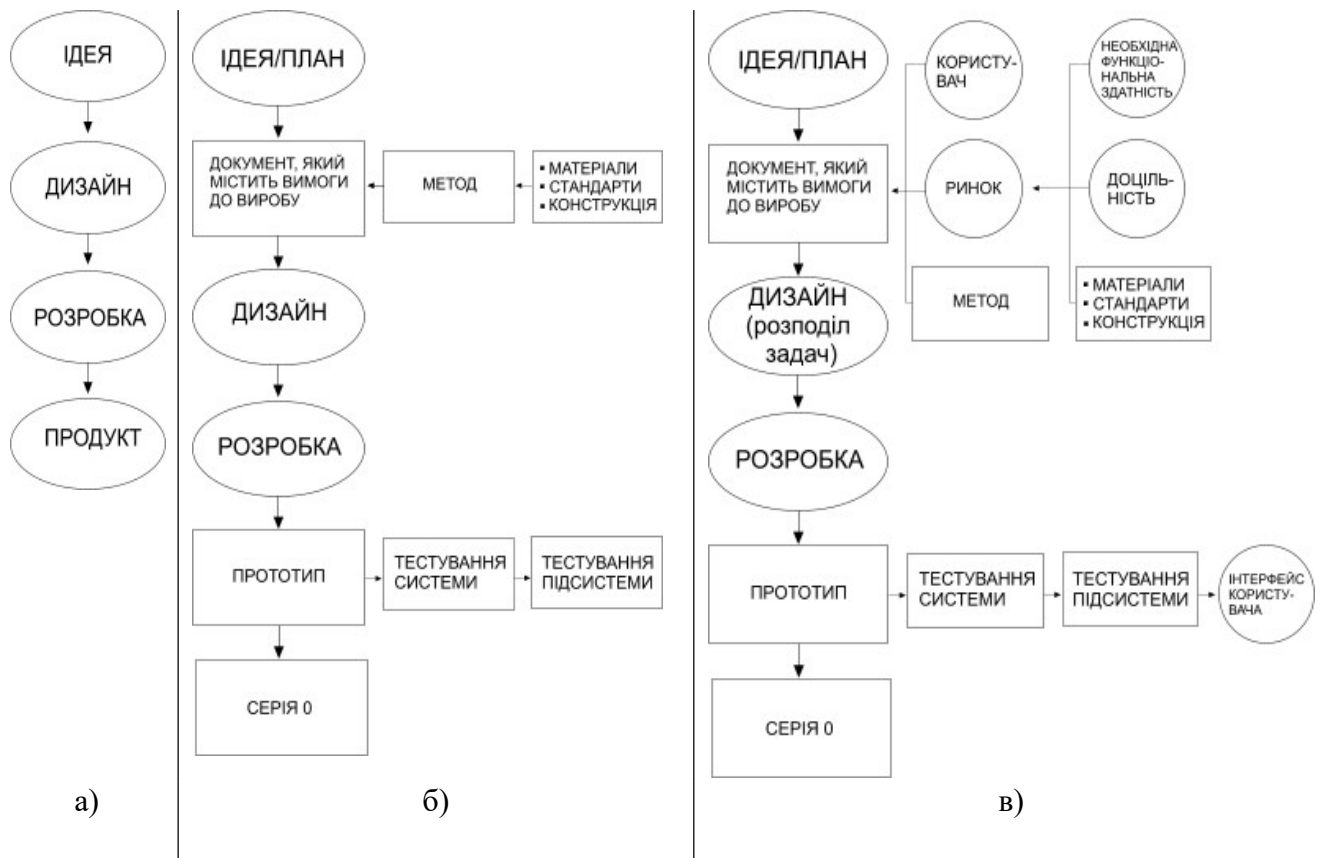 ІДЕЯ
ДИЗАЙН
РОЗРОБКА
ПРОДУКТ
а)
ІДЕЯ/ПЛАН
ДОКУМЕНТ, ЯКИЙ
МІСТИТЬ ВИМОГИ
ДО ВИРОБУ
МЕТОД
▪ МАТЕРІАЛИ
▪ СТАНДАРТИ
▪ КОНСТРУКЦІЯ
ДИЗАЙН
РОЗРОБКА
ПРОТОТИП
ТЕСТУВАННЯ
СИСТЕМИ
ТЕСТУВАННЯ
ПІДСИСТЕМИ
СЕРІЯ 0
б)
ІДЕЯ/ПЛАН
КОРИСТУ-
ВАЧ
НЕОБХІДНА
ФУНКЦІО-
НАЛЬНА
ЗДАТНІСТЬ
ДОКУМЕНТ, ЯКИЙ
МІСТИТЬ ВИМОГИ
ДО ВИРОБУ
РИНОК
ДОЦІЛЬ-
НІСТЬ
ДИЗАЙН
(розподіл
задач)
МЕТОД
▪ МАТЕРІАЛИ
▪ СТАНДАРТИ
▪ КОНСТРУКЦІЯ
РОЗРОБКА
ПРОТОТИП
ТЕСТУВАННЯ
СИСТЕМИ
ТЕСТУВАННЯ
ПІДСИСТЕМИ
ІНТЕРФЕЙС
КОРИСТУ-
ВАЧА
СЕРІЯ 0
в)